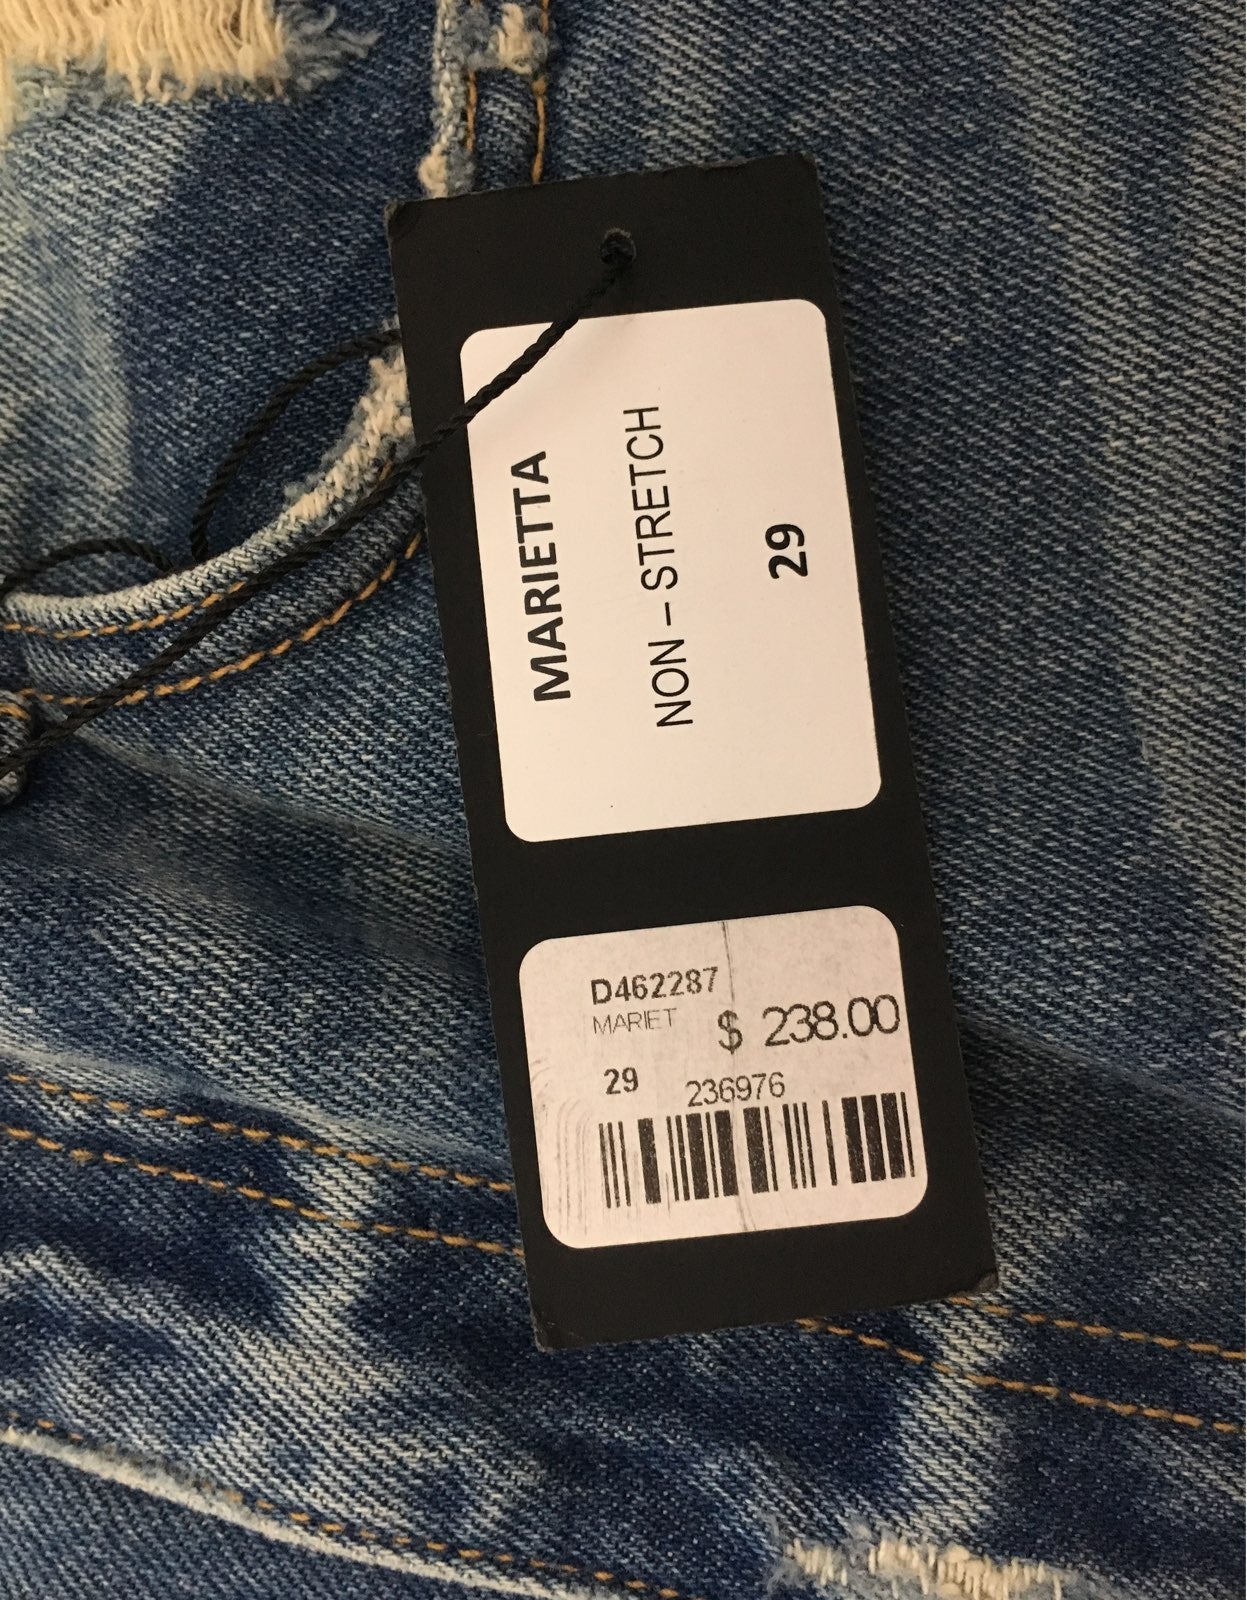 MARIETTA
NON – STRETCH
29
D462287
MARIET
$ 238.00
29
236976